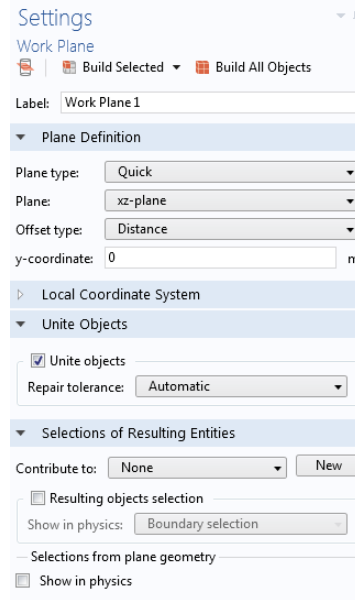 Settings
Work Plane
Build Selected Build All Objects
Label: Work Plane 1
Plane Definition
Plane type: Quick
Plane: xz-plane
Offset type: Distance
y-coordinate: 0 m
Local Coordinate System
Unite Objects
Unite objects
Repair tolerance: Automatic
Selections of Resulting Entities
Contribute to: None New
Resulting objects selection
Show in physics: Boundary selection
Selections from plane geometry
Show in physics